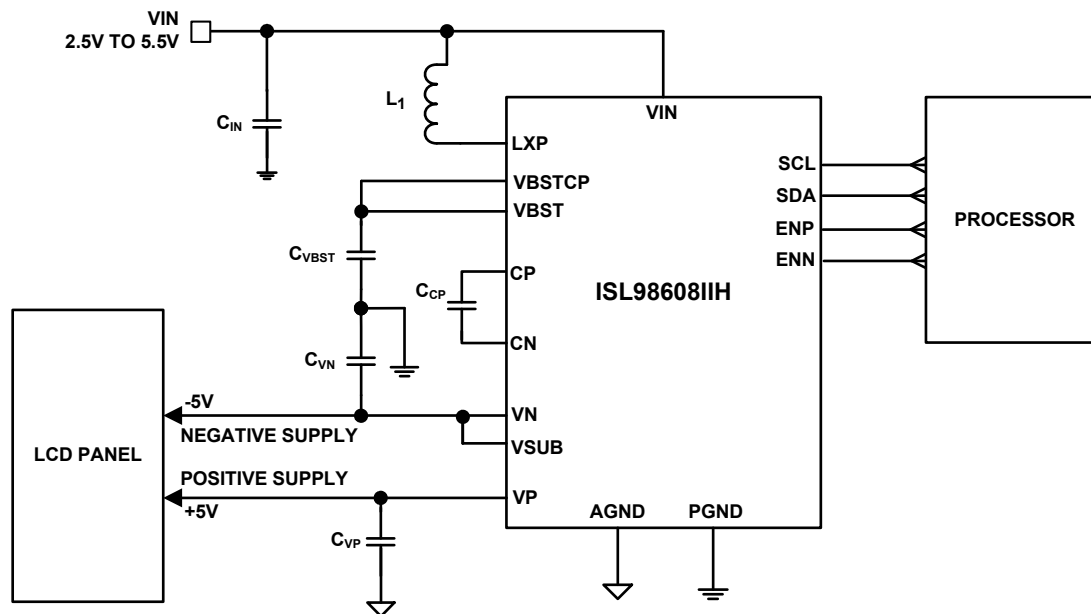 VIN
2.5V TO 5.5V
CIN
L1
VIN
LXP
VBSTCP
VBST
CVBST
CP
CCP
CN
CVN
ISL98608IIH
SCL
SDA
ENP
ENN
PROCESSOR
-5V
NEGATIVE SUPPLY
VN
VSUB
LCD PANEL
POSITIVE SUPPLY
+5V
VP
CVP
AGND
PGND